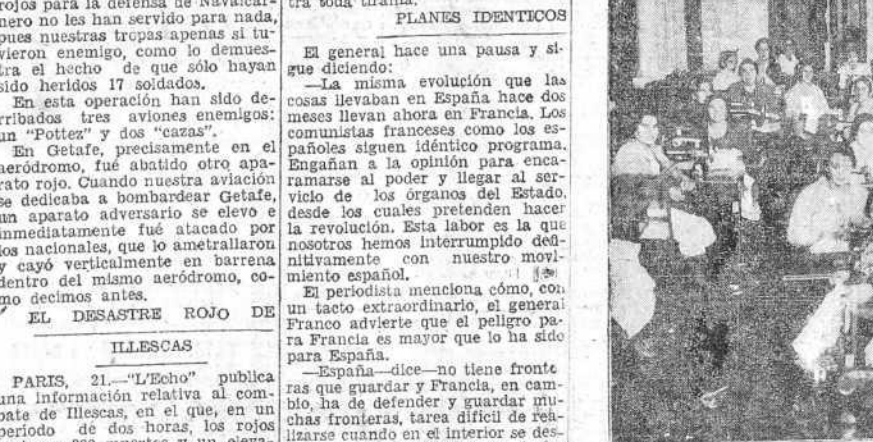 rojos para la defensa de Navalcar-
nero no les han servido para nada,
pues nuestras tropas apenas si tu-
vieron enemigo, como lo demues-
tra el hecho de que sólo hayan
sido heridos 17 soldados.
En esta operación han sido de-
rribados tres aviones enemigos:
un "Pottez" y dos "cazas".
En Getafe, precisamente en el
aeródromo, fué abatido otro apa-
rato rojo. Cuando nuestra aviación
se dedicaba a bombardear Getafe,
un aparato adversario se elevó e
inmediatamente fué atacado por
los nacionales, que lo ametrallaron
y cayó verticalmente en barrena
dentro del mismo aeródromo, co-
mo decimos antes.
EL DESASTRE ROJO DE
ILLESCAS
PARIS, 21.—"L'Echo" publica
una información relativa al com-
bate de Illescas, en el que, en un
período de dos horas, los rojos
muertos y un eleva-
tra toda tiranía.
PLANES IDENTICOS
El general hace una pausa y si-
gue diciendo:
—La misma evolución que las
cosas llevaban en España hace dos
meses llevan ahora en Francia. Los
comunistas franceses como los es-
pañoles siguen idéntico programa.
Engañan a la opinión para enca-
ramarse al poder y llegar al ser-
vicio de los órganos del Estado,
desde los cuales pretenden hacer
la revolución. Esta labor es la que
nosotros hemos interrumpido defi-
nitivamente con nuestro movi-
miento español.
El periodista menciona cómo, con
un tacto extraordinario, el general
Franco advierte que el peligro pa-
ra Francia es mayor que lo ha sido
para España.
—España—dice—no tiene fronte
ras que guardar y Francia, en cam-
bio, ha de defender y guardar mu-
chas fronteras, tarea difícil de rea-
lizarse cuando en el interior se des-